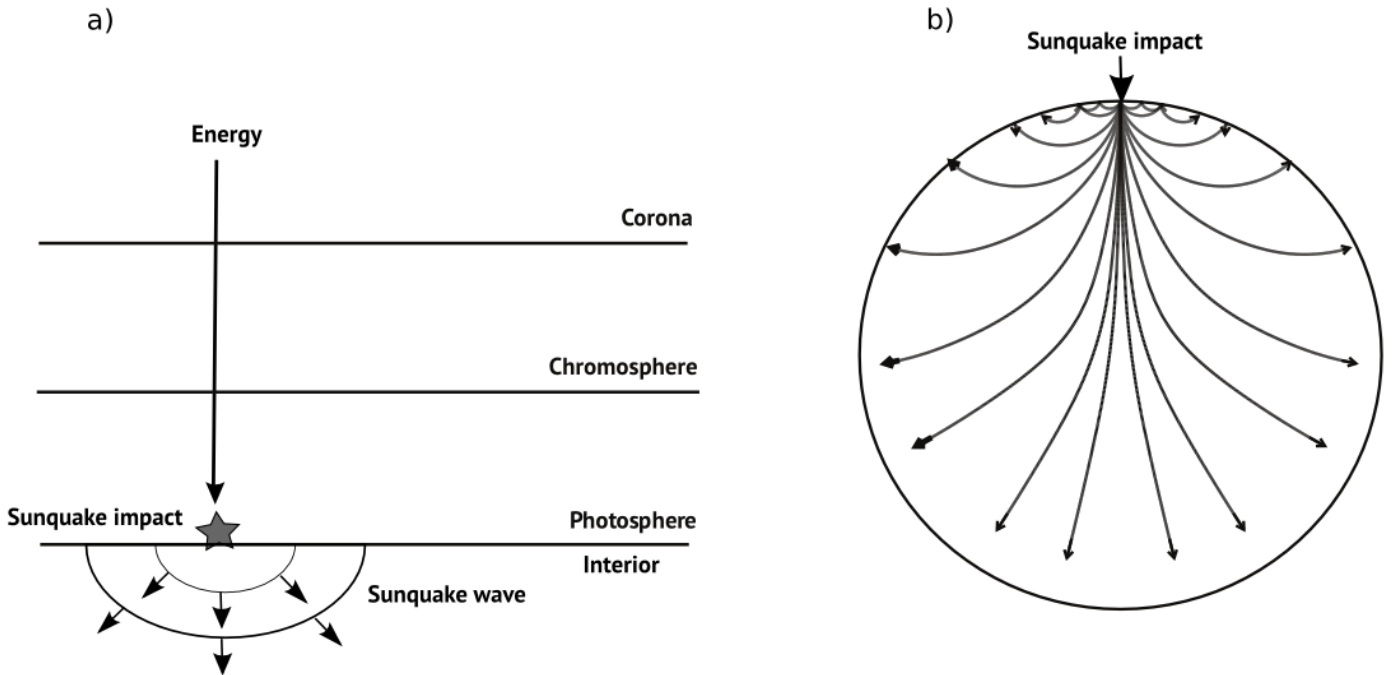 a)
Energy
Corona
Chromosphere
Sunquake impact
Photosphere
Interior
Sunquake wave
b)
Sunquake impact